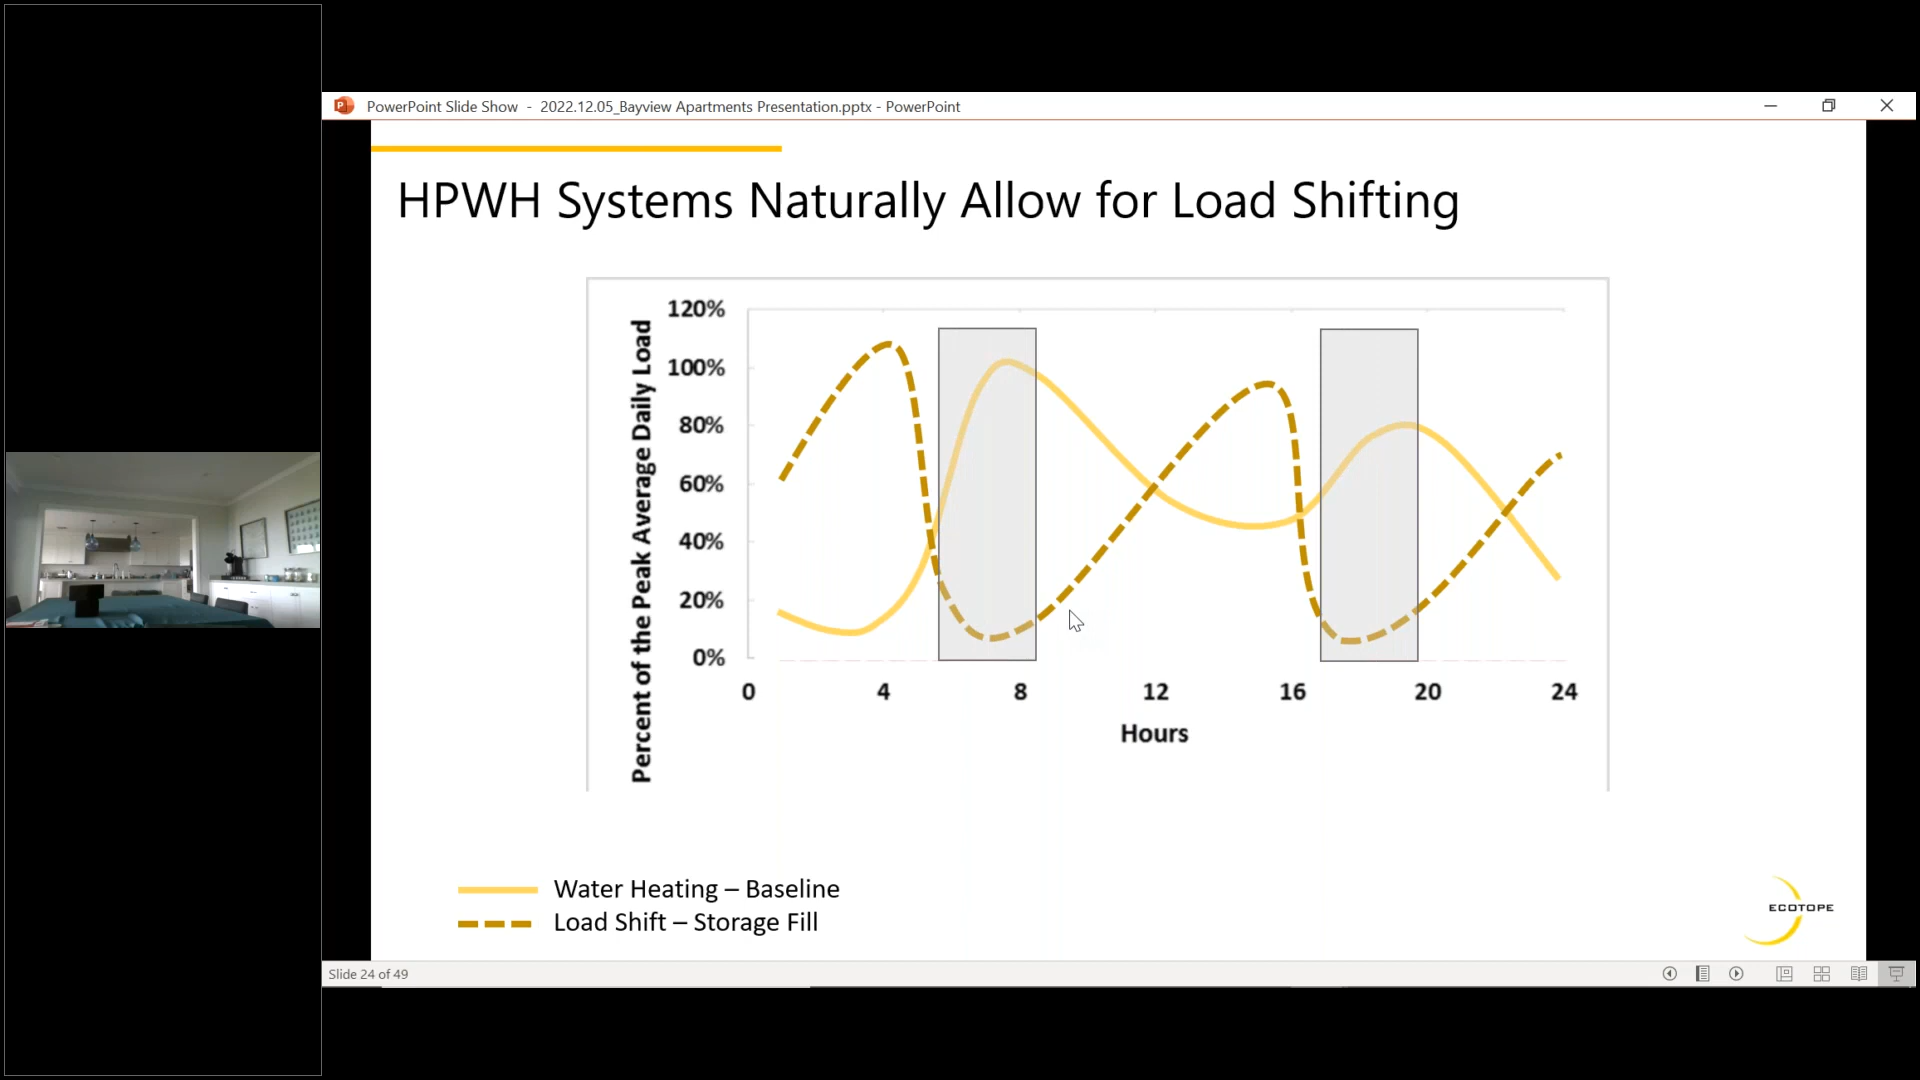 PowerPoint Slide Show - 2022.12.05_Bayview Apartments Presentation.pptx - PowerPoint
HPWH Systems Naturally Allow for Load Shifting
Percent of the Peak Average Daily Load
120%
100%
80%
60%
40%
20%
0%
0 4 8 12 16 20 24
Hours
Water Heating – Baseline
Load Shift – Storage Fill
ECOTOPE
Slide 24 of 49